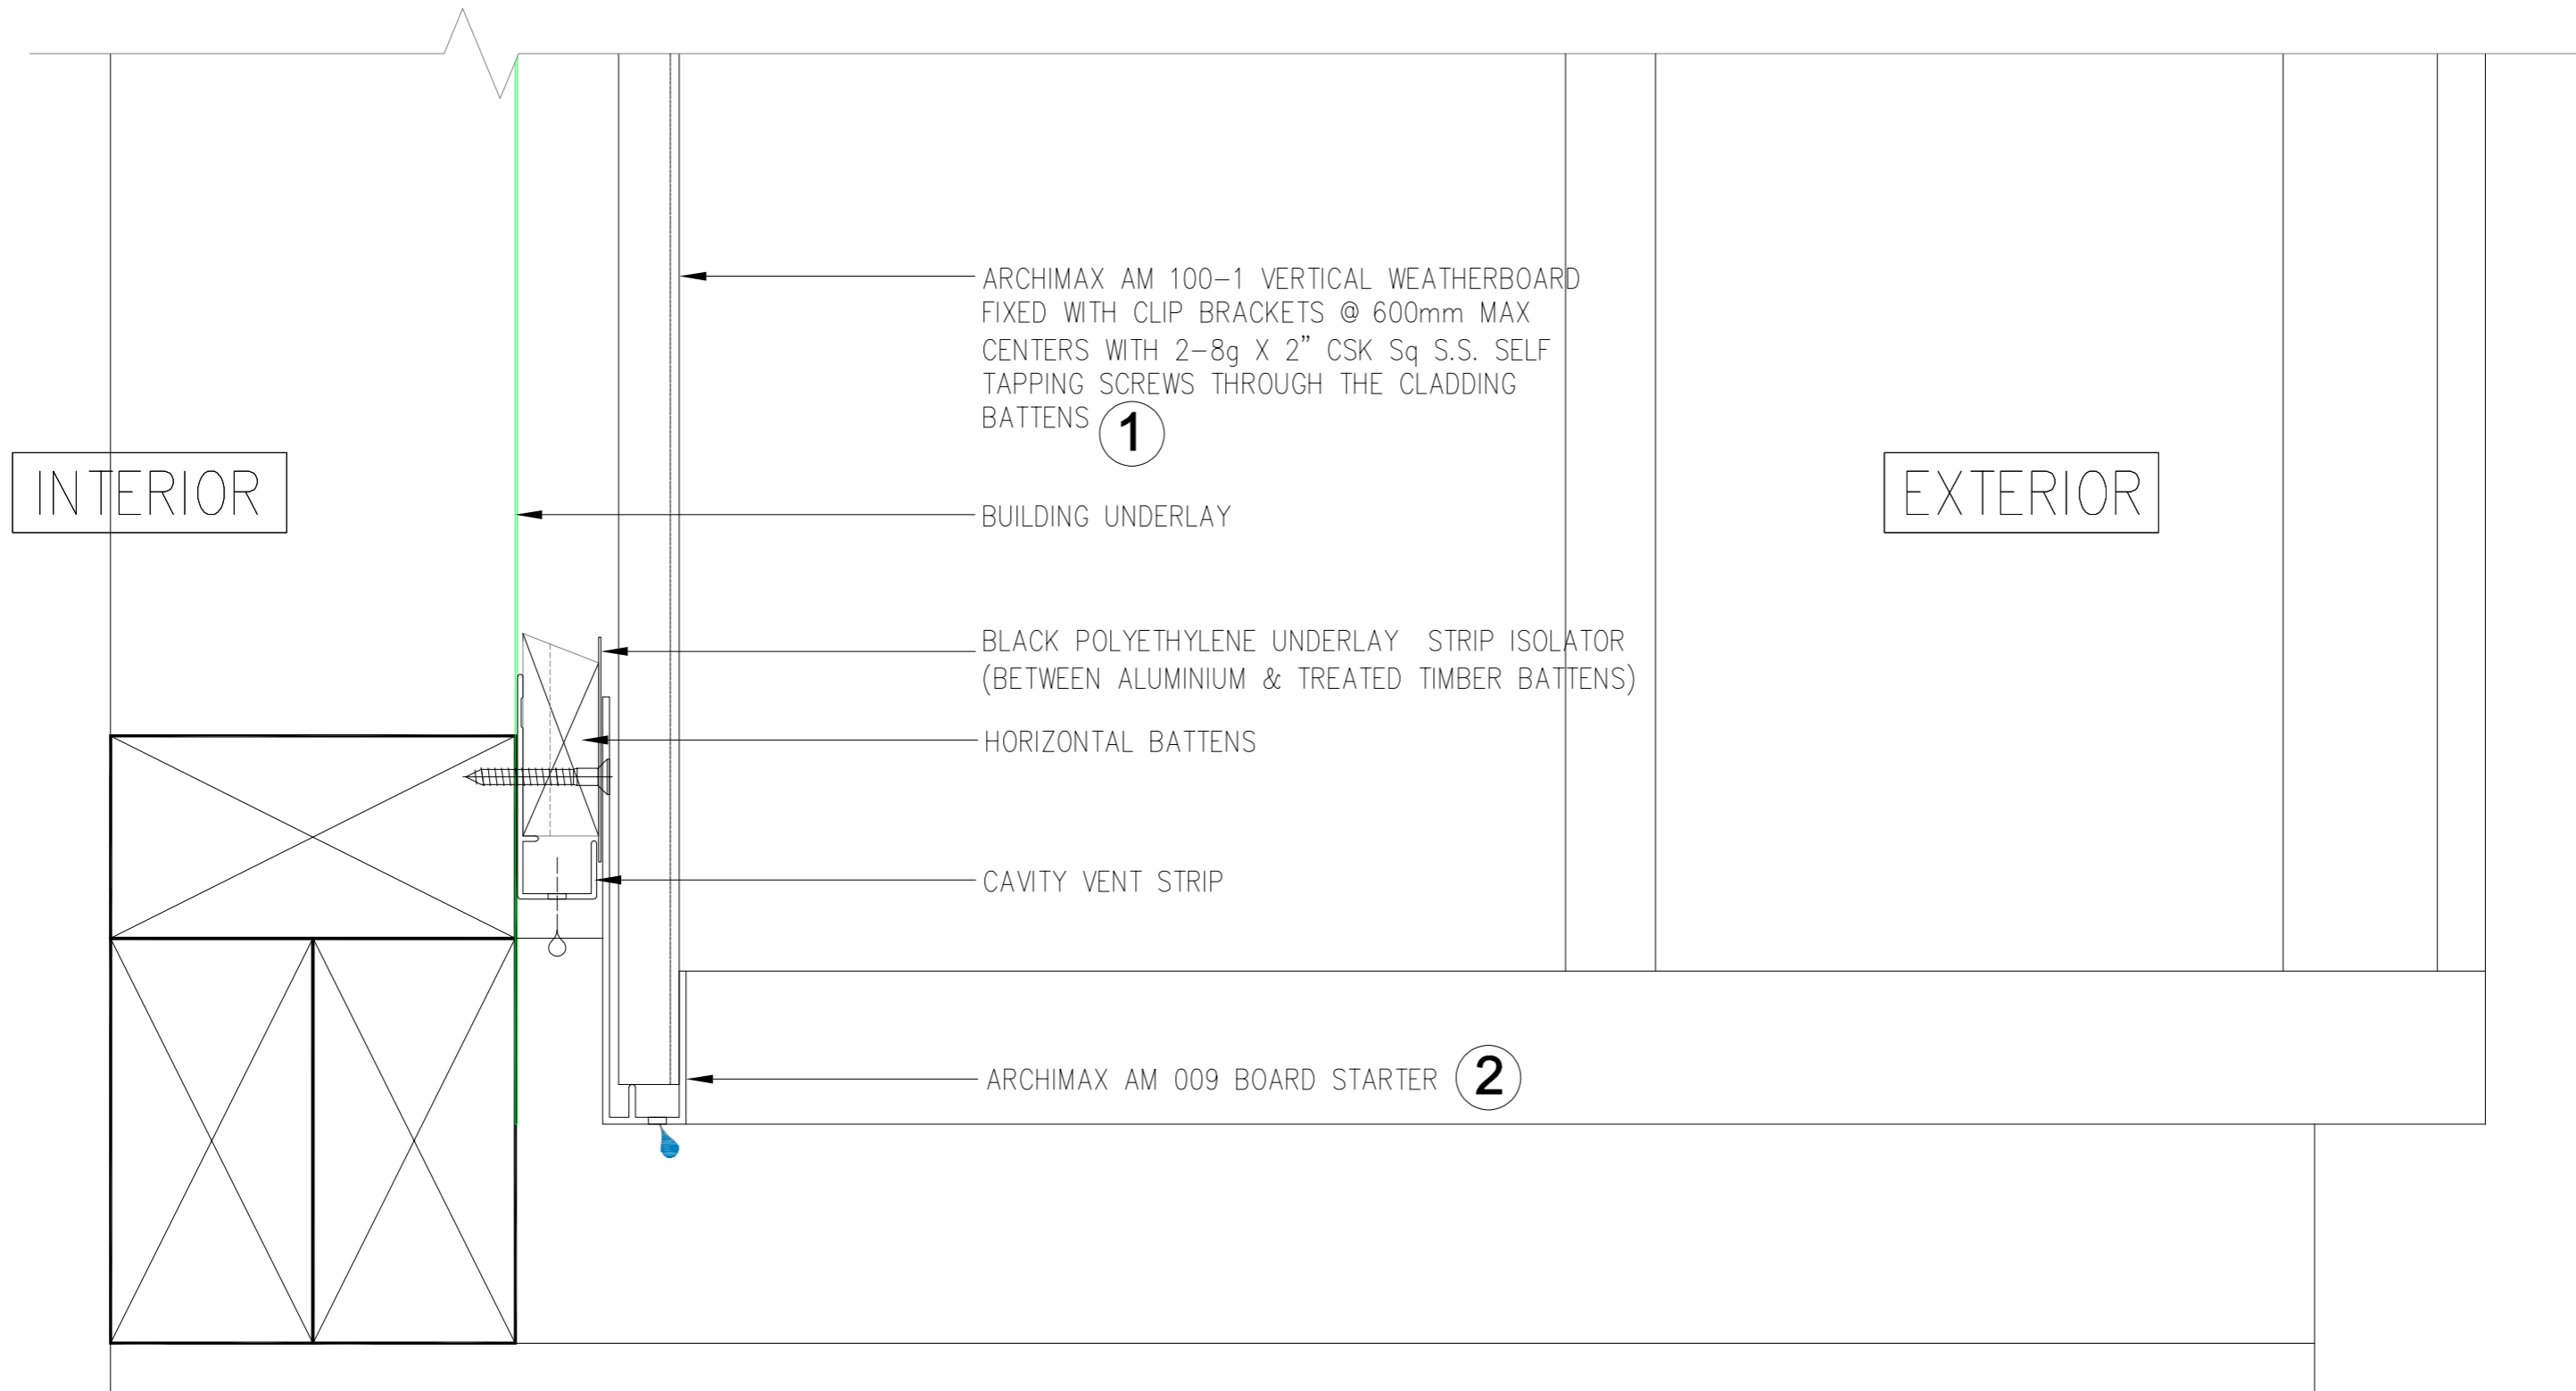 ARCHIMAX AM 100-1 VERTICAL WEATHERBOARD
FIXED WITH CLIP BRACKETS @ 600mm MAX
CENTERS WITH 2-8g X 2" CSK Sq S.S. SELF
TAPPING SCREWS THROUGH THE CLADDING
BATTENS 1
INTERIOR
EXTERIOR
BUILDING UNDERLAY
BLACK POLYETHYLENE UNDERLAY STRIP ISOLATOR
(BETWEEN ALUMINIUM & TREATED TIMBER BATTENS)
HORIZONTAL BATTENS
CAVITY VENT STRIP
ARCHIMAX AM 009 BOARD STARTER 2